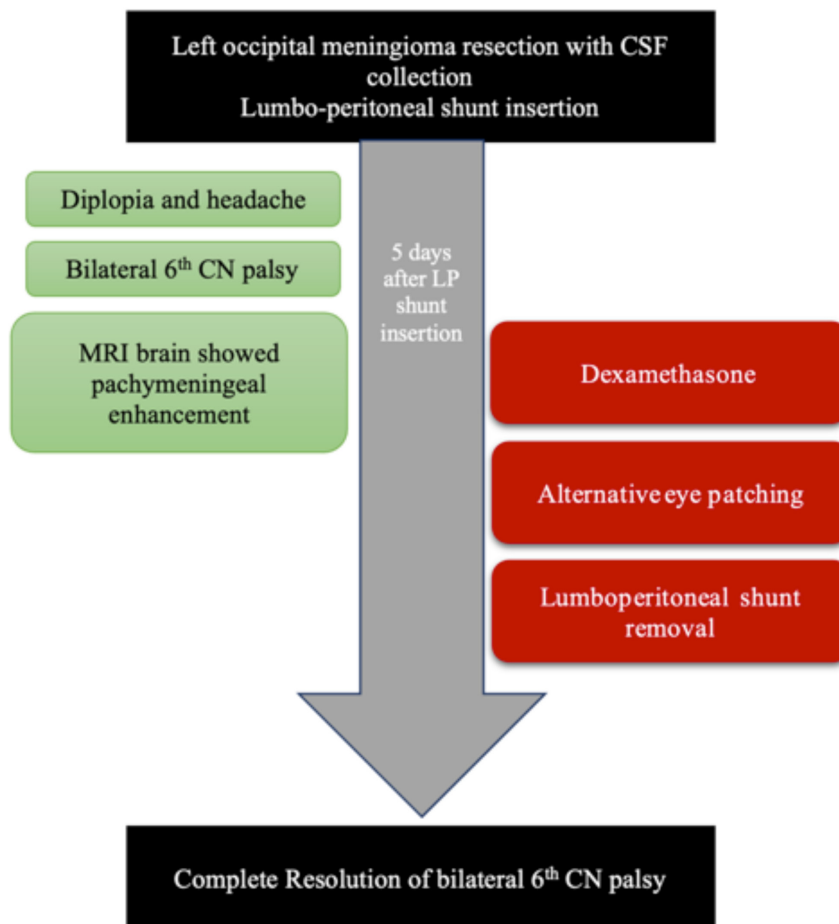 Left occipital meningioma resection with CSF
collection
Lumbo-peritoneal shunt insertion
Diplopia and headache
Bilateral 6th CN palsy
MRI brain showed
pachymeningeal
enhancement
5 days
after LP
shunt
insertion
Dexamethasone
Alternative eye patching
Lumboperitoneal shunt
removal
Complete Resolution of bilateral 6th CN palsy